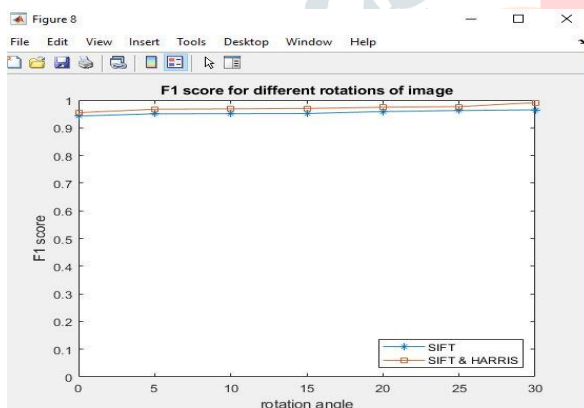 Figure 8
File Edit View Insert Tools Desktop Window Help
F1 score for different rotations of image
1
0.9
0.8
0.7
0.6
0.5
0.4
0.3
0.2
0.1
0
F1 score
SIFT
SIFT & HARRIS
0 5 10 15 20 25 30
rotation angle